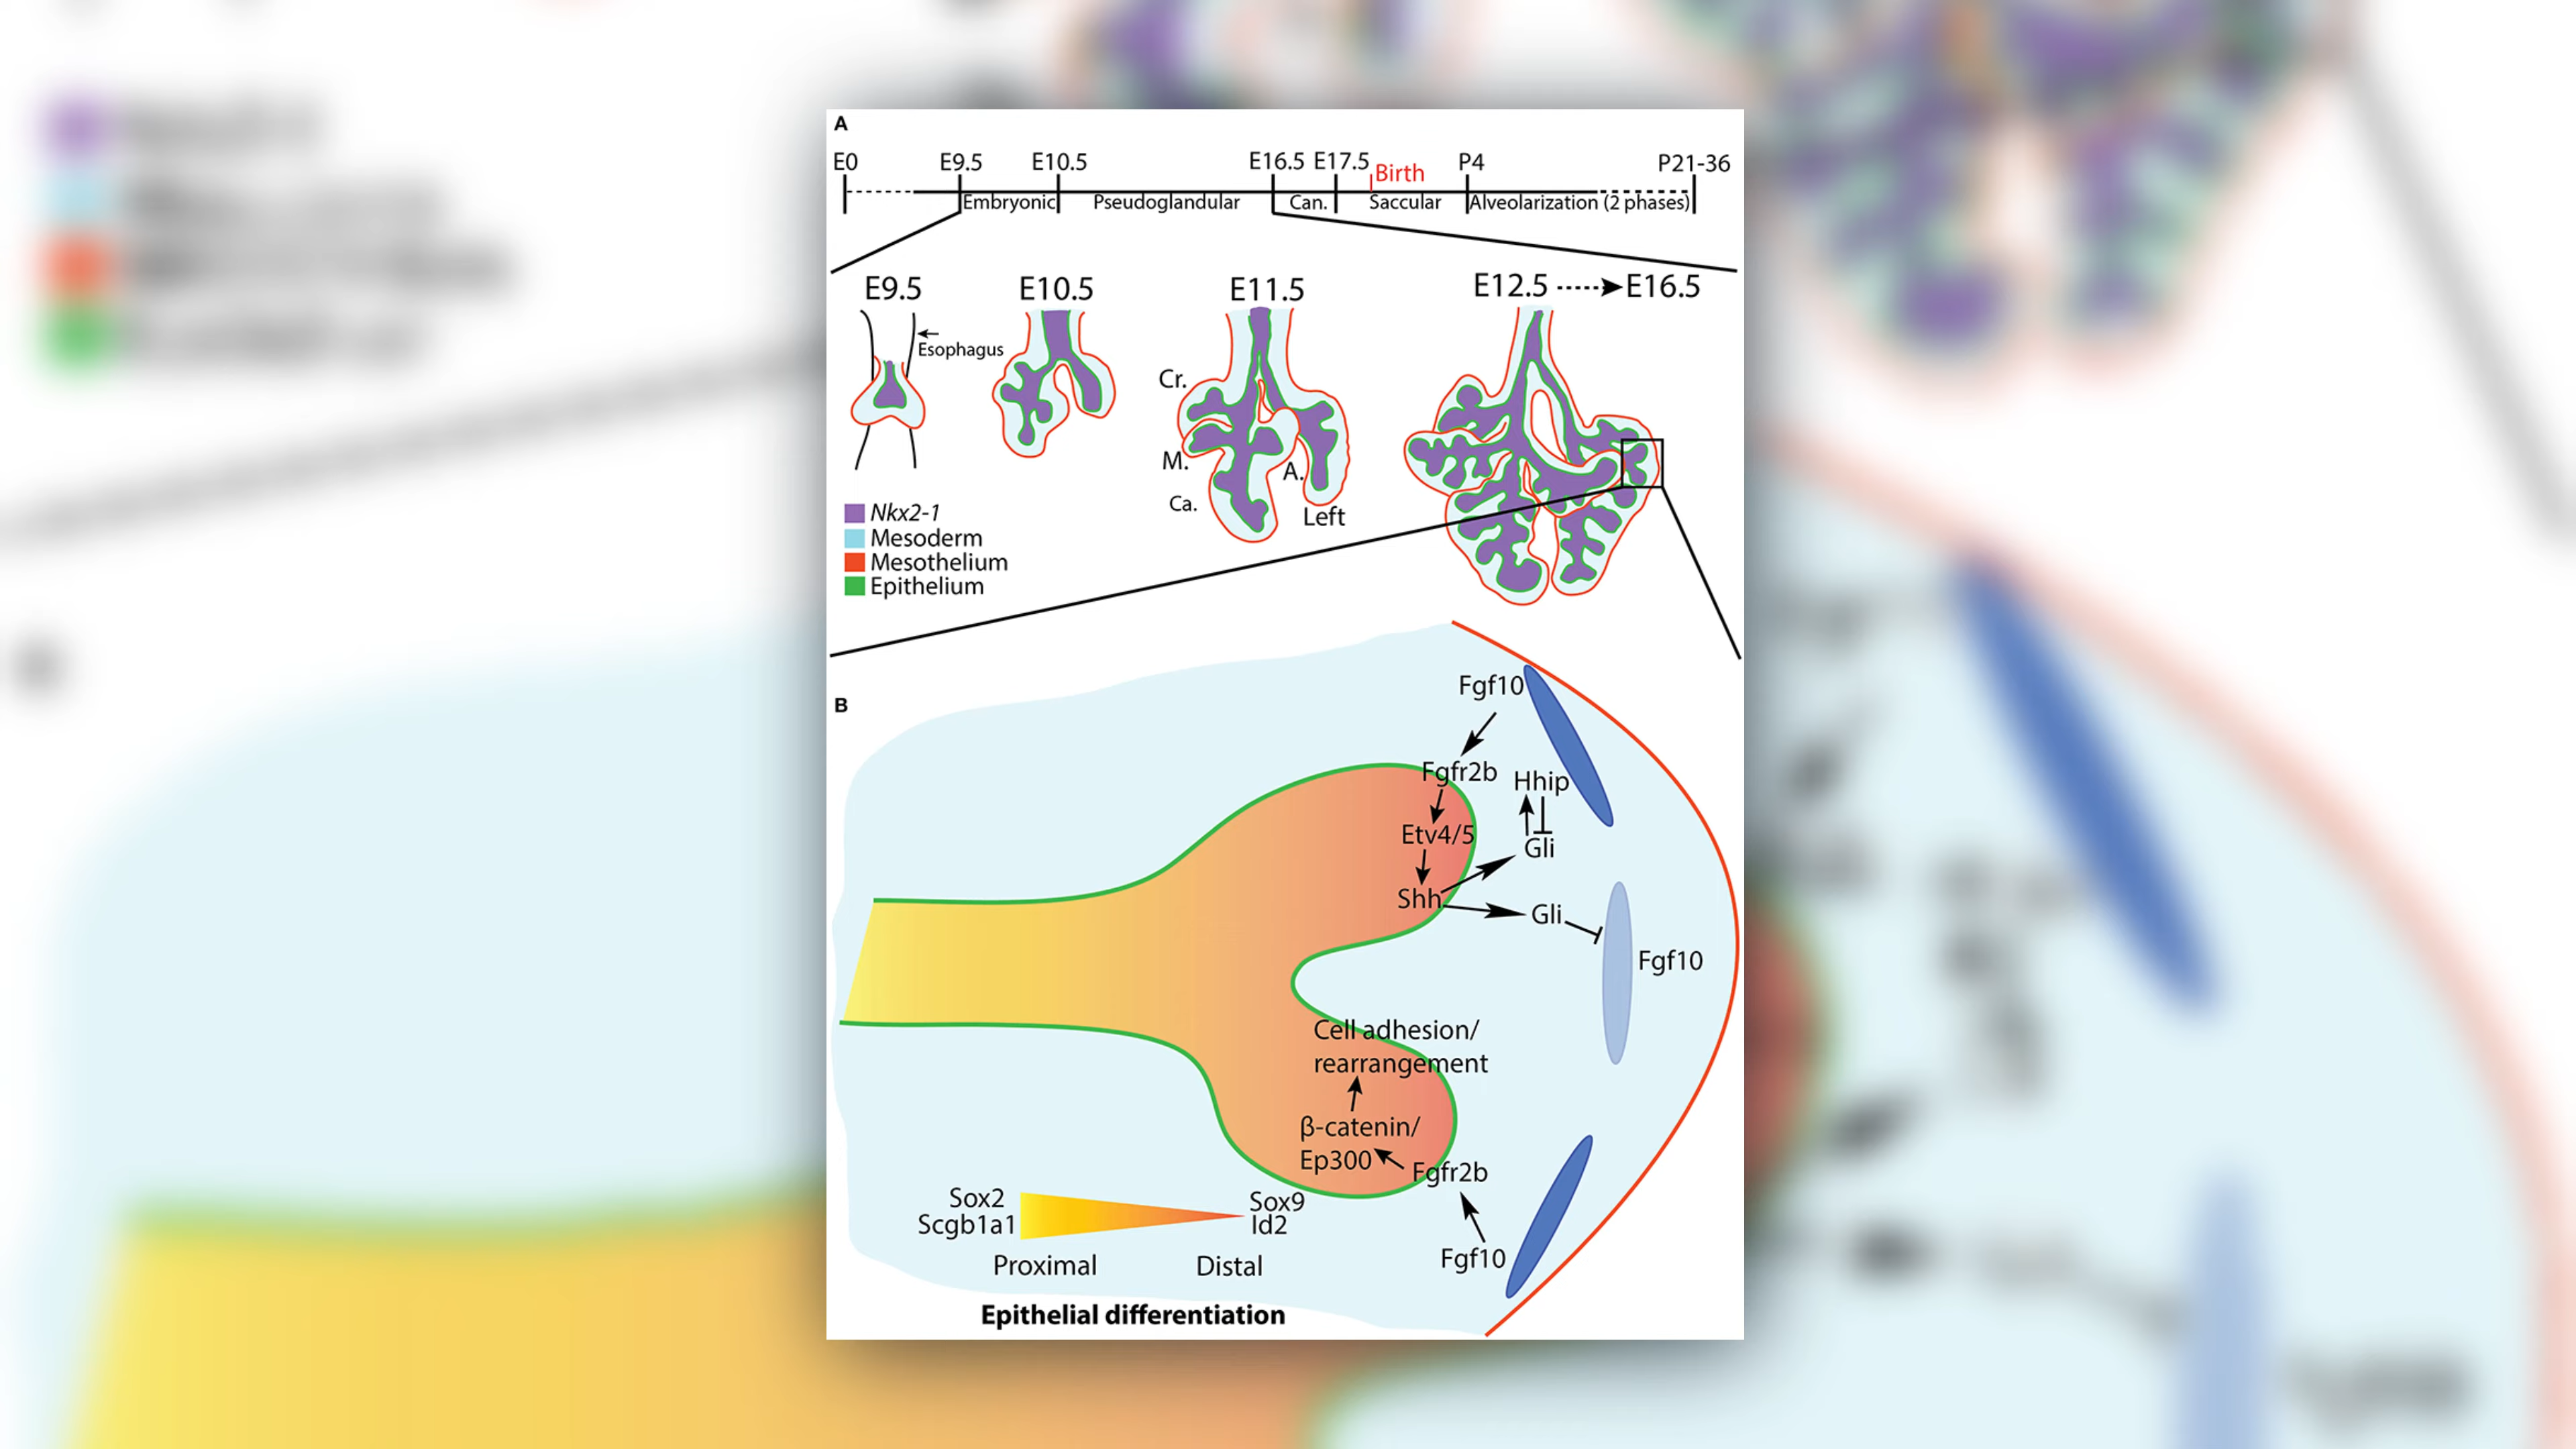 A
E0 E9.5 E10.5 E16.5 E17.5 Birth P4 P21-36
Embryonic Pseudoglandular Can. Saccular Alveolarization (2 phases)
E9.5 E10.5 E11.5 E12.5 E16.5
Esophagus
Cr.
M.
A.
Ca.
Left
Nkx2-1
Mesoderm
Mesothelium
Epithelium
B
Fgf10
Fgfr2b
Hhip
Etv4/5
Gli
Shh
Gli
Fgf10
Cell adhesion/
rearrangement
β-catenin/
Ep300
Fgfr2b
Fgf10
Sox2
Scgb1a1
Sox9
Id2
Proximal Distal
Epithelial differentiation